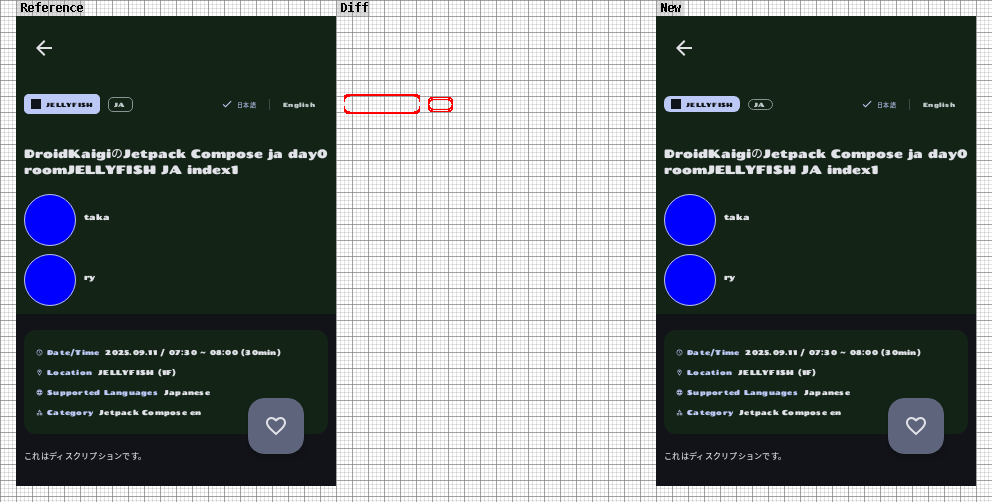 Reference
Diff
New
JELLYFISH JA 日本語 English
DroidKaigiのJetpack Compose ja day0
roomJELLYFISH JA index1
taka
ry
Date/Time 2025.09.11 / 07:30 ~ 08:00 (30min)
Location JELLYFISH (1F)
Supported Languages Japanese
Category Jetpack Compose en
これはディスクリプションです。
JELLYFISH JA 日本語 English
DroidKaigiのJetpack Compose ja day0
roomJELLYFISH JA index1
taka
ry
Date/Time 2025.09.11 / 07:30 ~ 08:00 (30min)
Location JELLYFISH (1F)
Supported Languages Japanese
Category Jetpack Compose en
これはディスクリプションです。